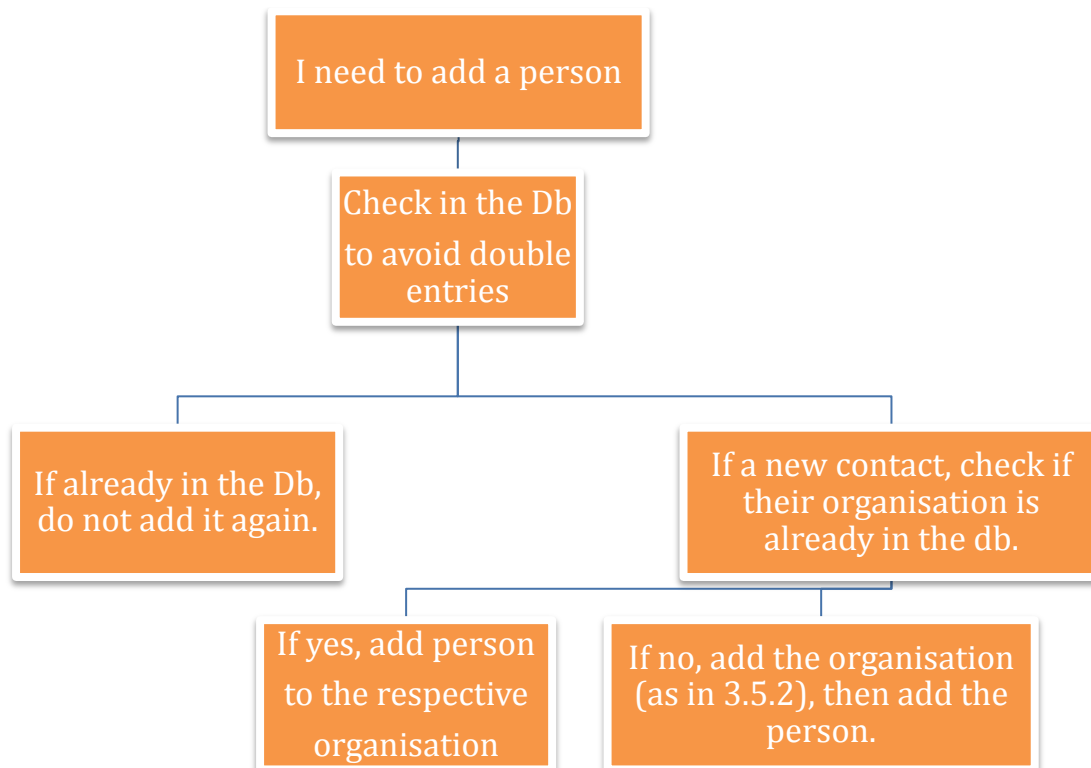 I need to add a person
Check in the Db
to avoid double
entries
If already in the Db,
do not add it again.
If a new contact, check if
their organisation is
already in the db.
If yes, add person
to the respective
organisation
If no, add the organisation
(as in 3.5.2), then add the
person.